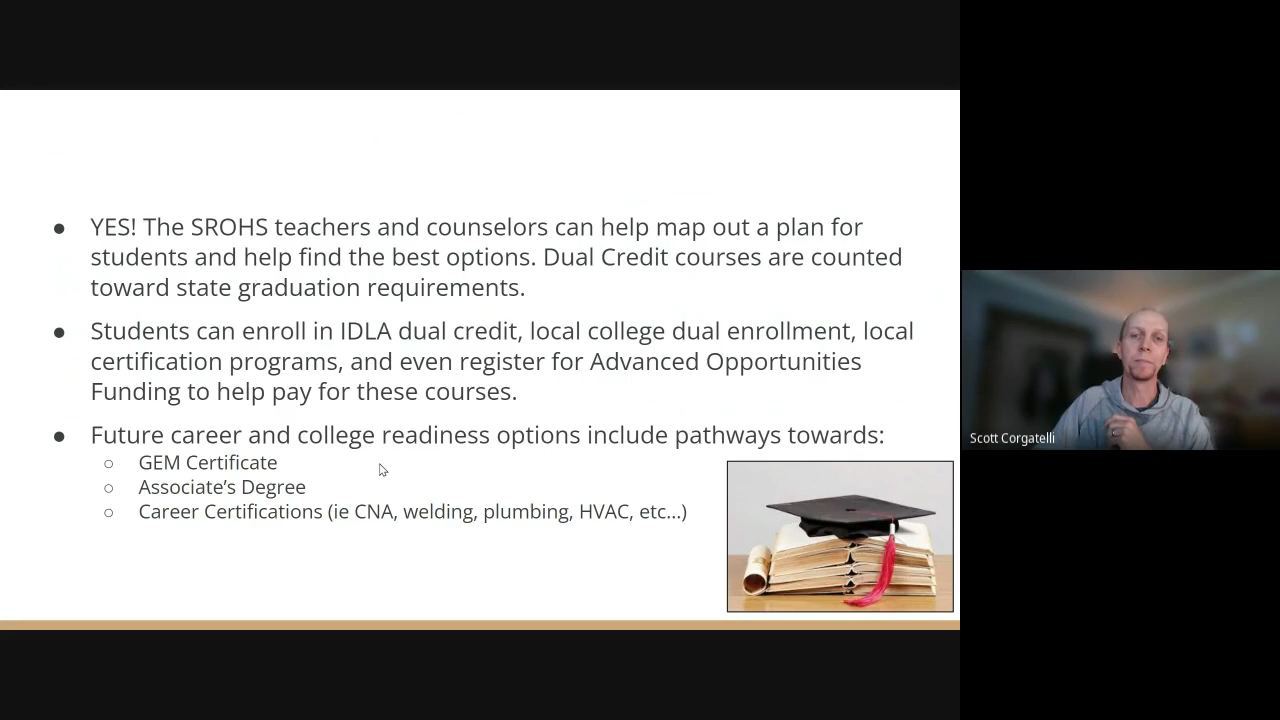 ● YES! The SROHS teachers and counselors can help map out a plan for
students and help find the best options. Dual Credit courses are counted
toward state graduation requirements.
● Students can enroll in IDLA dual credit, local college dual enrollment, local
certification programs, and even register for Advanced Opportunities
Funding to help pay for these courses.
● Future career and college readiness options include pathways towards:
○ GEM Certificate
○ Associate’s Degree
○ Career Certifications (ie CNA, welding, plumbing, HVAC, etc...)
Scott Corgatelli